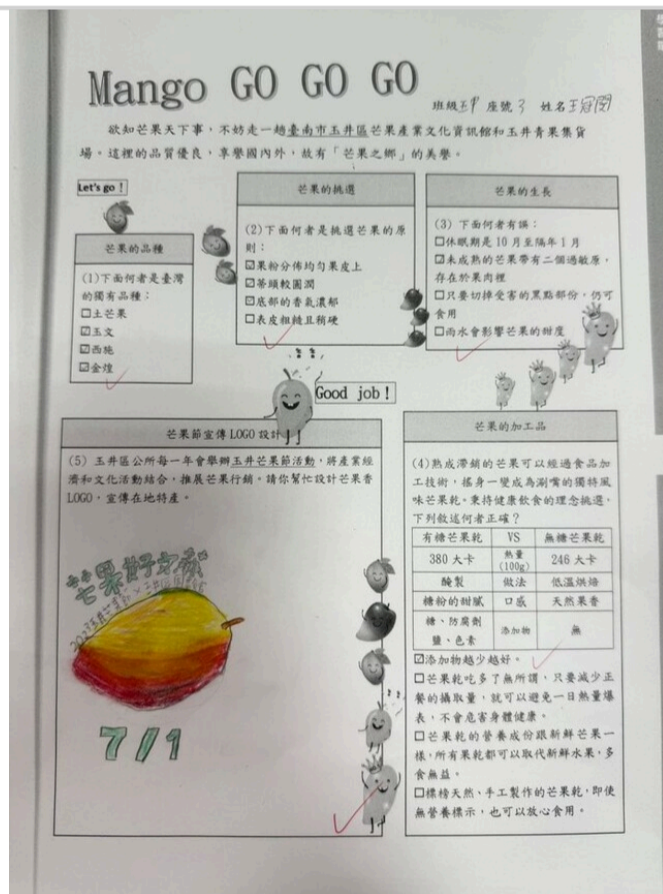 Mango GO GO GO
班級 五甲 座號 3 姓名 王冠閔
欲知芒果天下事，不妨走一趟臺南市玉井區芒果產業文化資訊館和玉井青果集貨
場。這裡的品質優良，享譽國內外，故有「芒果之鄉」的美譽。
Let's go！
芒果的品種
(1)下面何者是臺灣
的獨有品種：
☐土芒果
☑玉文
☑西施
☑金煌
芒果的挑選
(2)下面何者是挑選芒果的原
則：
☑果粉分佈均勻果皮上
☑蒂頭較圓潤
☑底部的香氣濃郁
☐表皮粗糙且稍硬
芒果的生長
(3) 下面何者有誤：
☐休眠期是 10 月至隔年 1 月
☑未成熟的芒果帶有二個過敏原，
存在於果肉裡
☐只要切掉受害的黑點部份，仍可
食用
☐雨水會影響芒果的甜度
Good job！
芒果節宣傳 LOGO 設計
(5) 玉井區公所每一年會舉辦玉井芒果節活動，將產業經
濟和文化活動結合，推展芒果行銷。請你幫忙設計芒果香
LOGO，宣傳在地特產。
7/1
芒果的加工品
(4)熟成滯銷的芒果可以經過食品加
工技術，搖身一變成為涮嘴的獨特風
味芒果乾。秉持健康飲食的理念挑選，
下列敘述何者正確？
有糖芒果乾 VS 無糖芒果乾
380 大卡 熱量(100g) 246 大卡
醃製 做法 低溫烘焙
糖粉的甜膩 口感 天然果香
糖、防腐劑
鹽、色素 添加物 無
☑添加物越少越好。
☐芒果乾吃多了無所謂，只要減少正
餐的攝取量，就可以避免一日熱量爆
表，不會危害身體健康。
☐芒果乾的營養成份跟新鮮芒果一
樣，所有果乾都可以取代新鮮水果，多
食無益。
☐標榜天然、手工製作的芒果乾，即使
無營養標示，也可以放心食用。